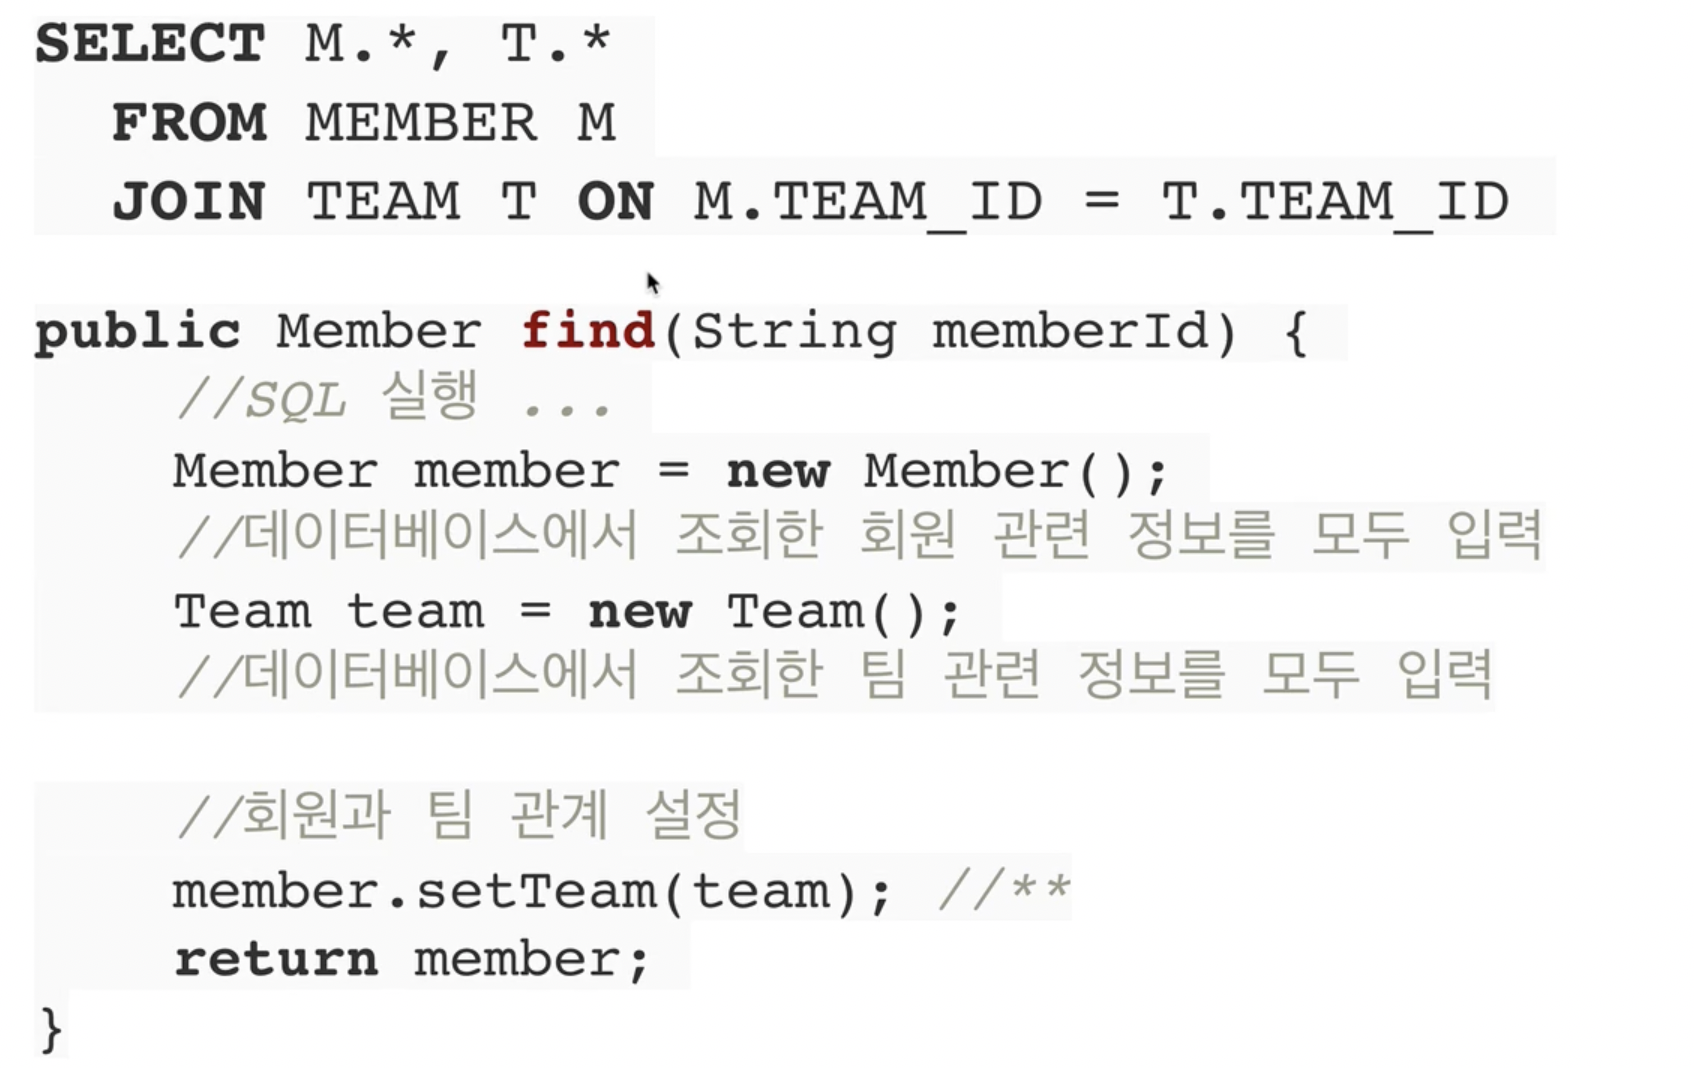 SELECT M.*, T.*
FROM MEMBER M
JOIN TEAM T ON M.TEAM_ID = T.TEAM_ID
public Member find(String memberId) {
//SQL 실행 ...
Member member = new Member();
//데이터베이스에서 조회한 회원 관련 정보를 모두 입력
Team team = new Team();
//데이터베이스에서 조회한 팀 관련 정보를 모두 입력
//회원과 팀 관계 설정
member.setTeam(team); //**
return member;
}